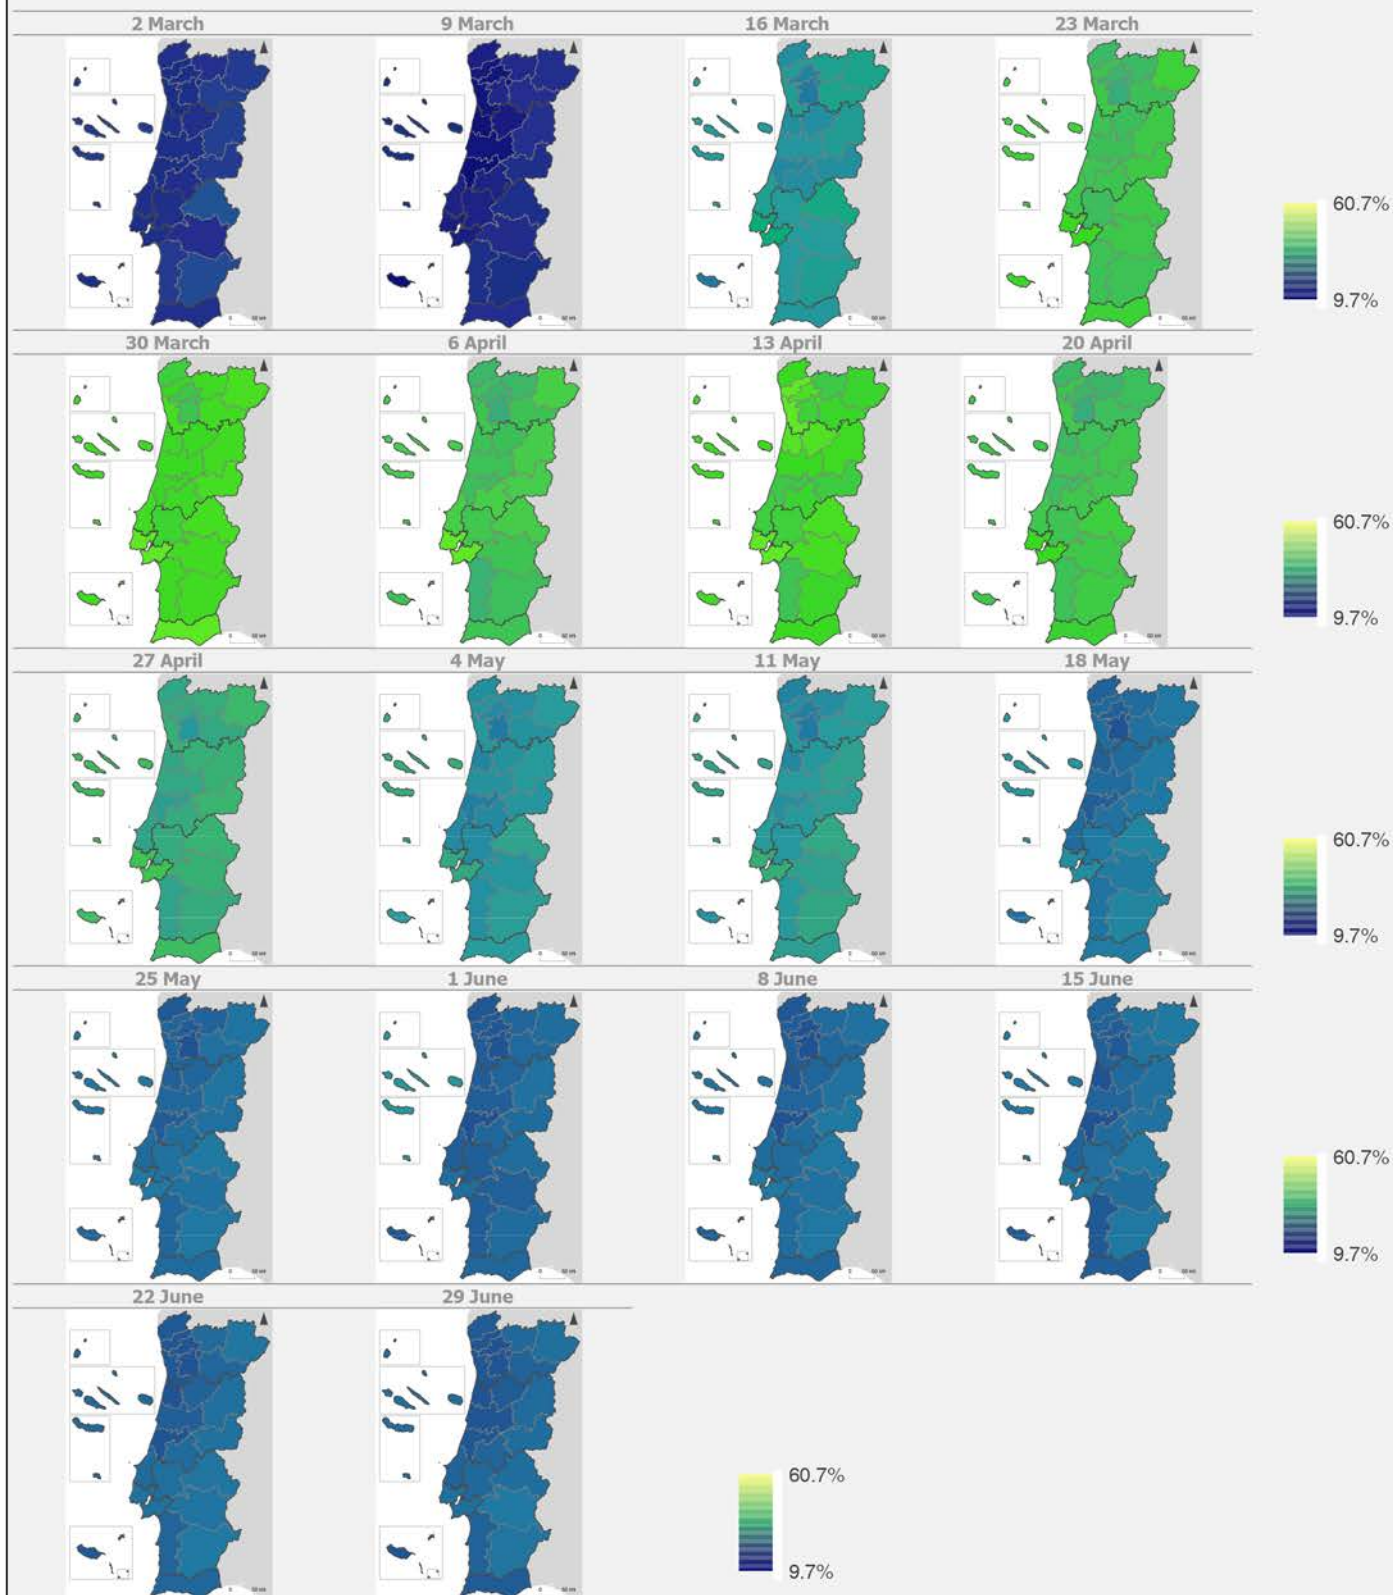 2 March 9 March 16 March 23 March
60.7%
9.7%
30 March 6 April 13 April 20 April
60.7%
9.7%
27 April 4 May 11 May 18 May
60.7%
9.7%
25 May 1 June 8 June 15 June
60.7%
9.7%
22 June 29 June
60.7%
9.7%